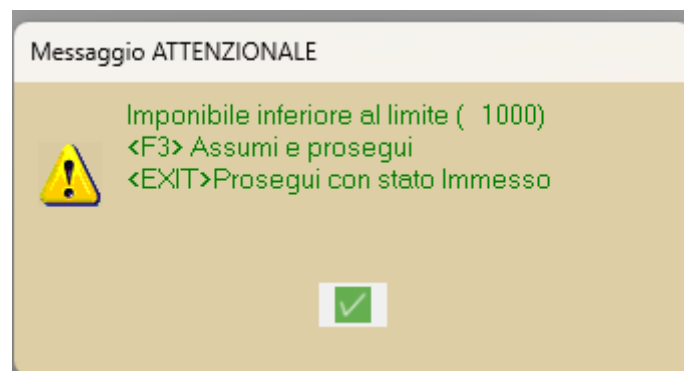 Messaggio ATTENZIONALE
Imponibile inferiore al limite (  1000)
<F3> Assumi e prosegui
<EXIT>Prosegui con stato Immesso